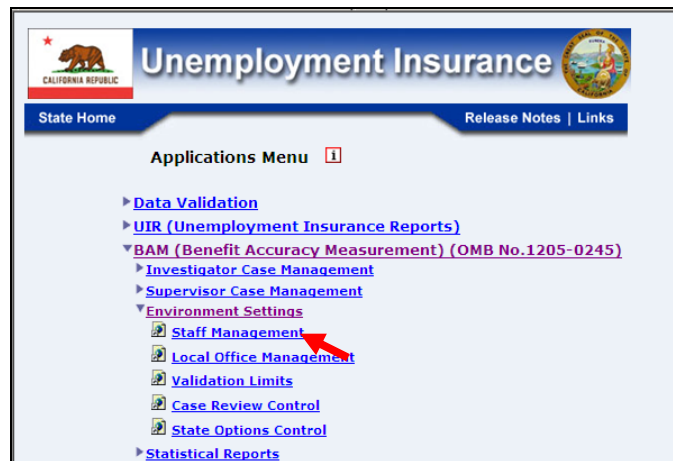 CALIFORNIA REPUBLIC
Unemployment Insurance
State Home
Release Notes | Links
Applications Menu i
Data Validation
UIR (Unemployment Insurance Reports)
BAM (Benefit Accuracy Measurement) (OMB No.1205-0245)
Investigator Case Management
Supervisor Case Management
Environment Settings
Staff Management
Local Office Management
Validation Limits
Case Review Control
State Options Control
Statistical Reports